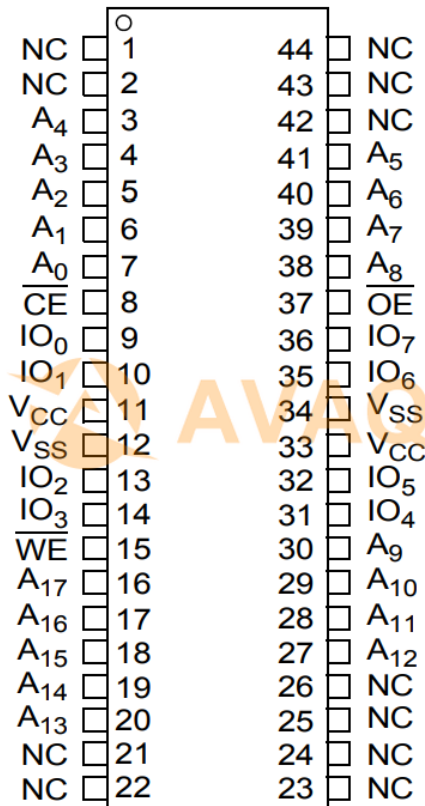 NC 1 44 NC
NC 2 43 NC
A4 3 42 NC
A3 4 41 A5
A2 5 40 A6
A1 6 39 A7
A0 7 38 A8
CE 8 37 OE
IO0 9 36 IO7
IO1 10 35 IO6
VCC 11 34 VSS
VSS 12 33 VCC
IO2 13 32 IO5
IO3 14 31 IO4
WE 15 30 A9
A17 16 29 A10
A16 17 28 A11
A15 18 27 A12
A14 19 26 NC
A13 20 25 NC
NC 21 24 NC
NC 22 23 NC
AVAQ